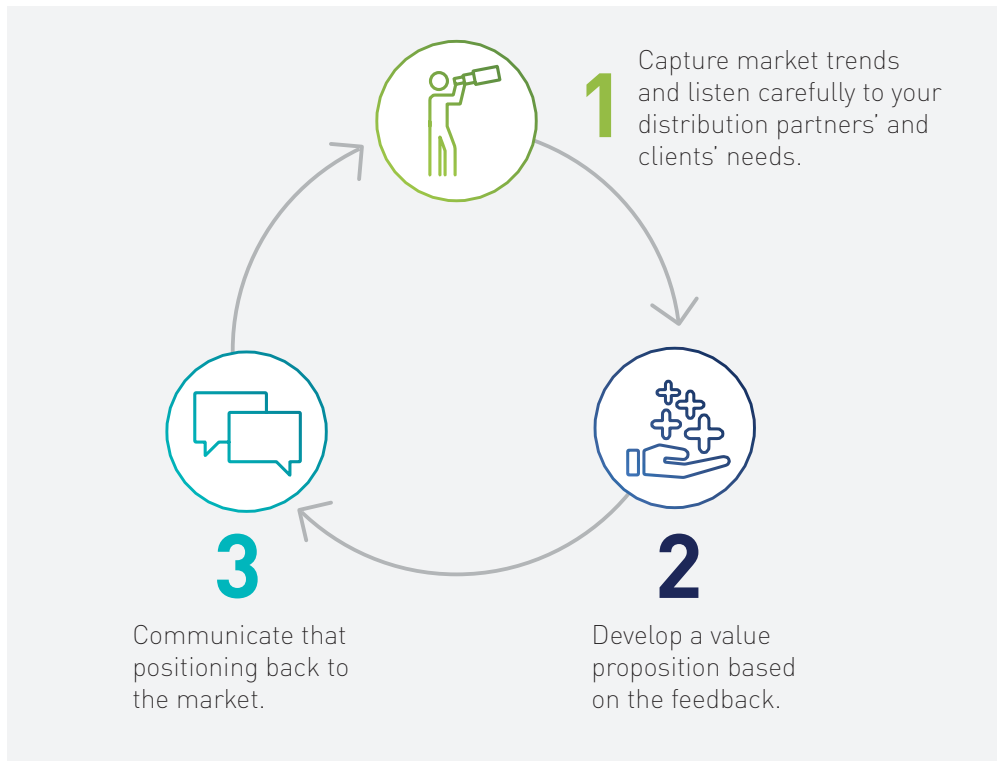 1
Capture market trends
and listen carefully to your
distribution partners’ and
clients’ needs.
2
Develop a value
proposition based
on the feedback.
3
Communicate that
positioning back to
the market.